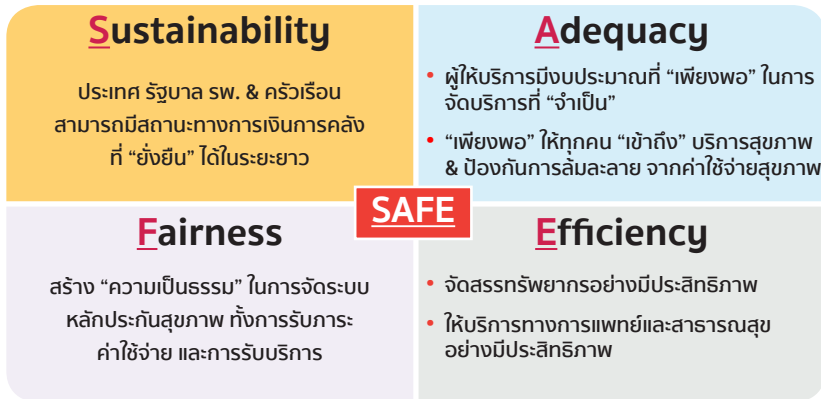 Sustainability
ประเทศ รัฐบาล รพ. & ครัวเรือน
สามารถมีสถานะทางการเงินการคลัง
ที่ “ยั่งยืน” ได้ในระยะยาว
Adequacy
• ผู้ให้บริการมีงบประมาณที่ “เพียงพอ” ในการ
จัดบริการที่ “จำเป็น”
• “เพียงพอ” ให้ทุกคน “เข้าถึง” บริการสุขภาพ
& ป้องกันการล้มละลาย จากค่าใช้จ่ายสุขภาพ
SAFE
Fairness
สร้าง “ความเป็นธรรม” ในการจัดระบบ
หลักประกันสุขภาพ ทั้งการรับภาระ
ค่าใช้จ่าย และการรับบริการ
Efficiency
• จัดสรรทรัพยากรอย่างมีประสิทธิภาพ
• ให้บริการทางการแพทย์และสาธารณสุข
อย่างมีประสิทธิภาพ